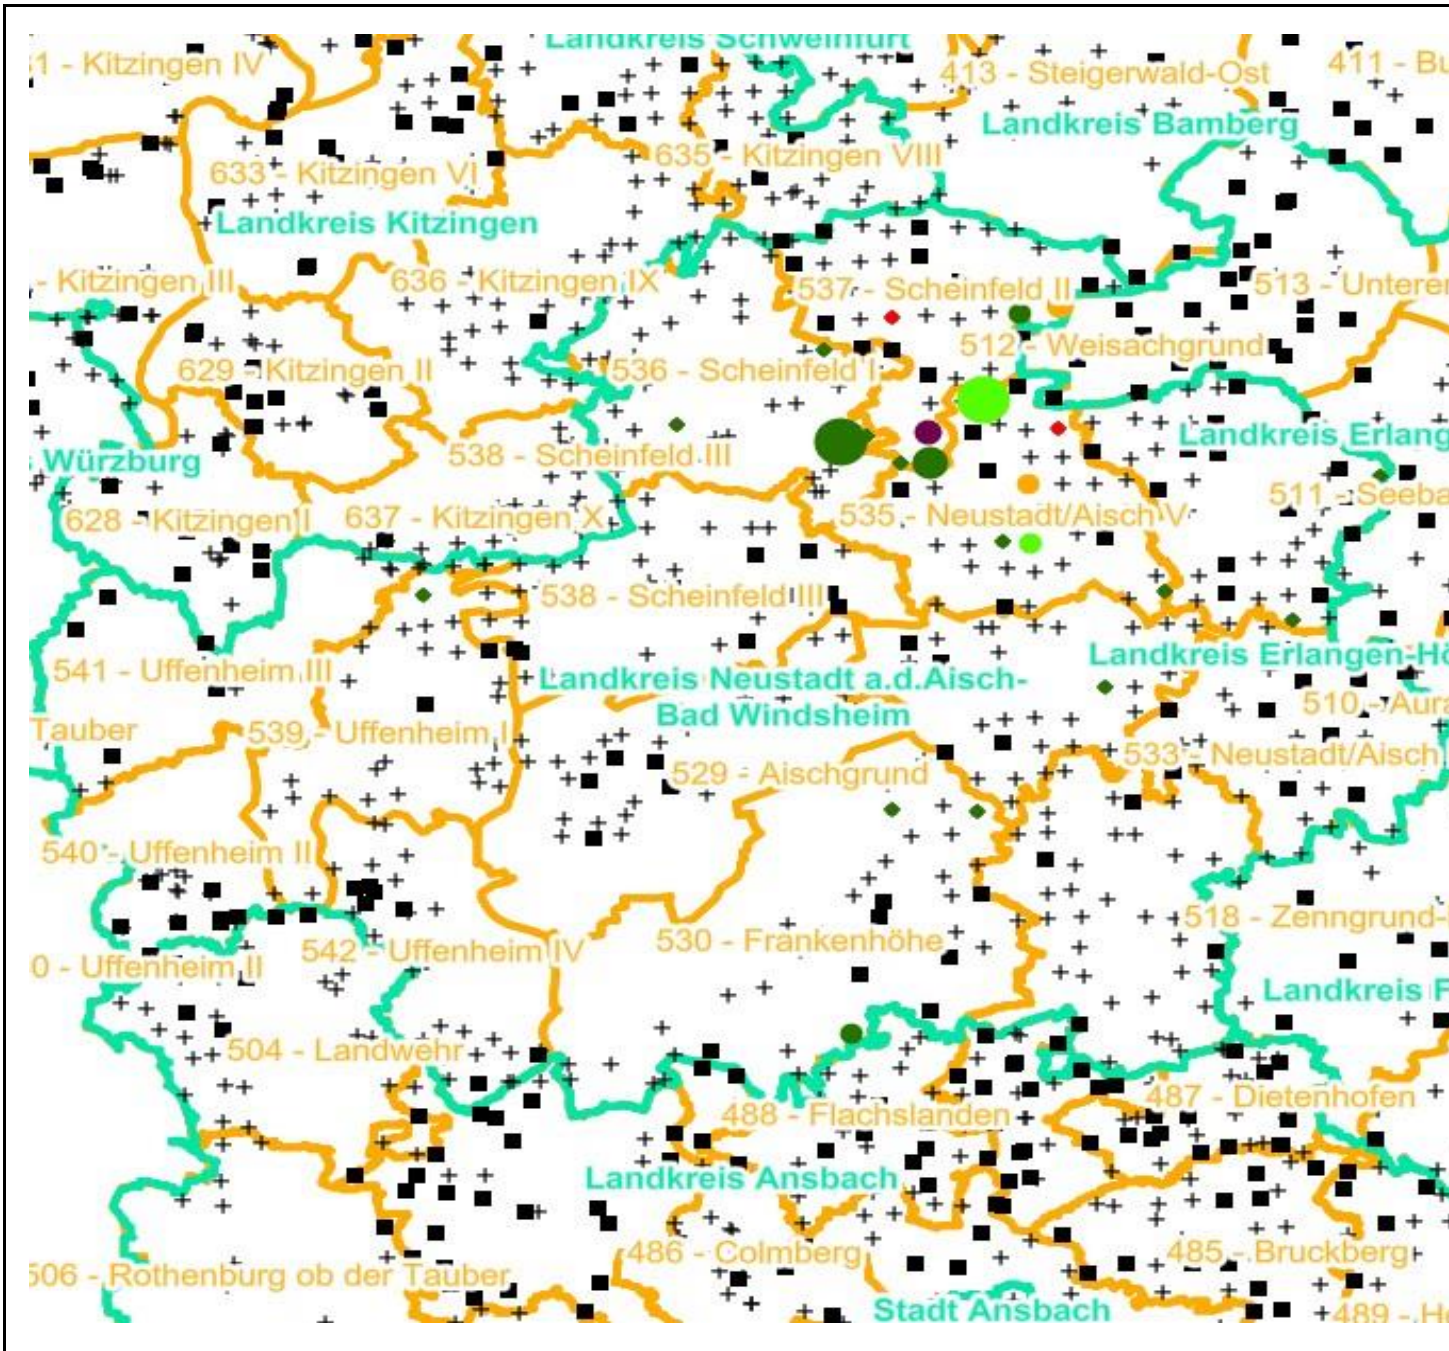 Landkreis Schweinfurt
1 - Kitzingen IV
413 - Steigerwald-Ost
411 - Bu
Landkreis Bamberg
635 - Kitzingen VIII
633 - Kitzingen VI
Landkreis Kitzingen
- Kitzingen III
636 - Kitzingen IX
537 - Scheinfeld II
513 - Unterer
512 - Weisachgrund
629 - Kitzingen II
536 - Scheinfeld I
Landkreis Erlang
538 - Scheinfeld III
s Würzburg
511 - Seeba
628 - Kitzingen I
637 - Kitzingen X
535 - Neustadt/Aisch V
538 - Scheinfeld III
Landkreis Erlangen-Hö
541 - Uffenheim III
Landkreis Neustadt a.d.Aisch-
Bad Windsheim
510 - Aura
Tauber
539 - Uffenheim I
533 - Neustadt/Aisch
529 - Aischgrund
540 - Uffenheim II
518 - Zenngrund-
530 - Frankenhöhe
542 - Uffenheim IV
0 - Uffenheim II
Landkreis F
504 - Landwehr
487 - Dietenhofen
488 - Flachslanden
Landkreis Ansbach
486 - Colmberg
485 - Bruckberg
506 - Rothenburg ob der Tauber
Stadt Ansbach
489 - He